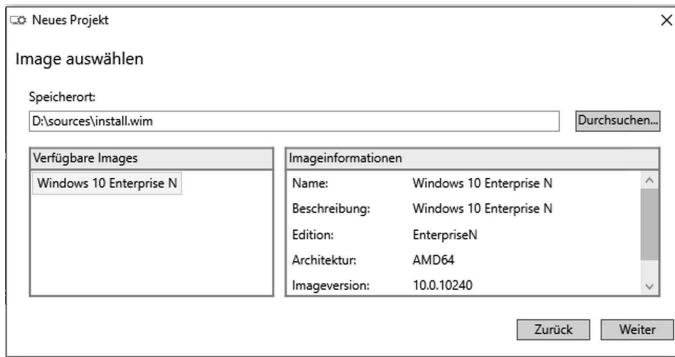 Neues Projekt
Image auswählen
Speicherort:
D:\sources\install.wim
Durchsuchen...
Verfügbare Images
Windows 10 Enterprise N
Imageinformationen
Name: Windows 10 Enterprise N
Beschreibung: Windows 10 Enterprise N
Edition: EnterpriseN
Architektur: AMD64
Imageversion: 10.0.10240
Zurück
Weiter